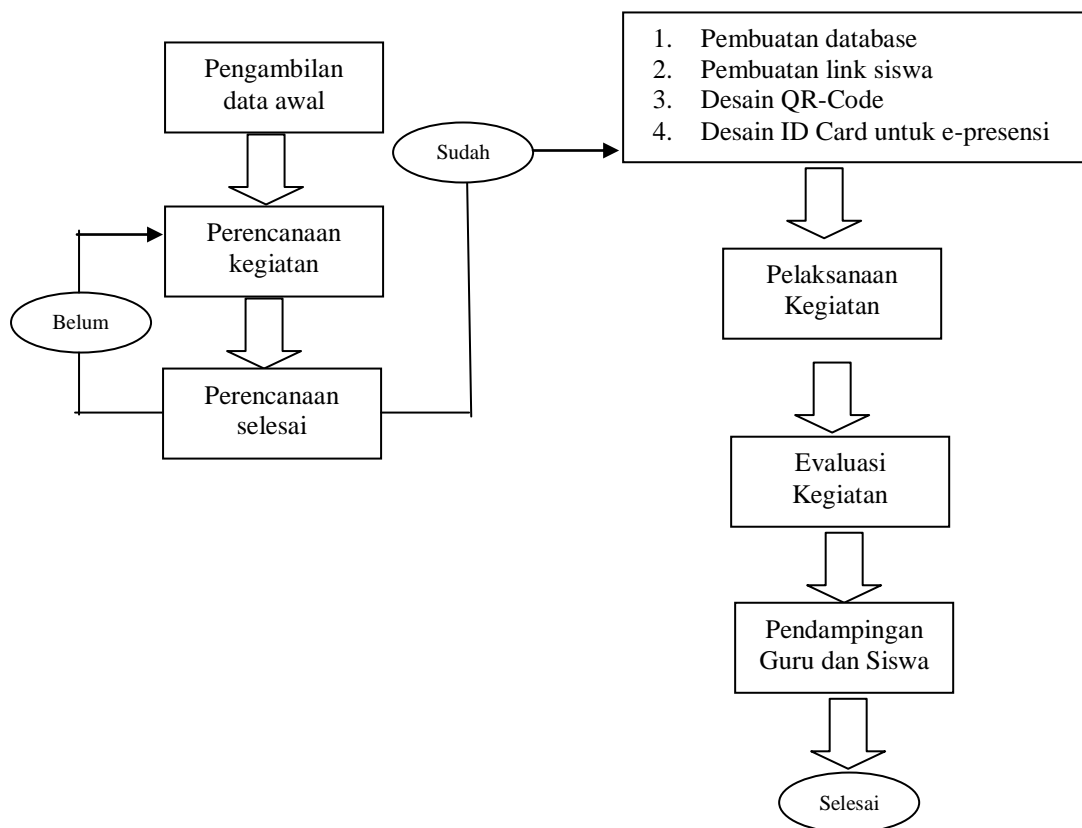 Pengambilan
data awal
Perencanaan
kegiatan
Belum
Perencanaan
selesai
Sudah
1. Pembuatan database
2. Pembuatan link siswa
3. Desain QR-Code
4. Desain ID Card untuk e-presensi
Pelaksanaan
Kegiatan
Evaluasi
Kegiatan
Pendampingan
Guru dan Siswa
Selesai